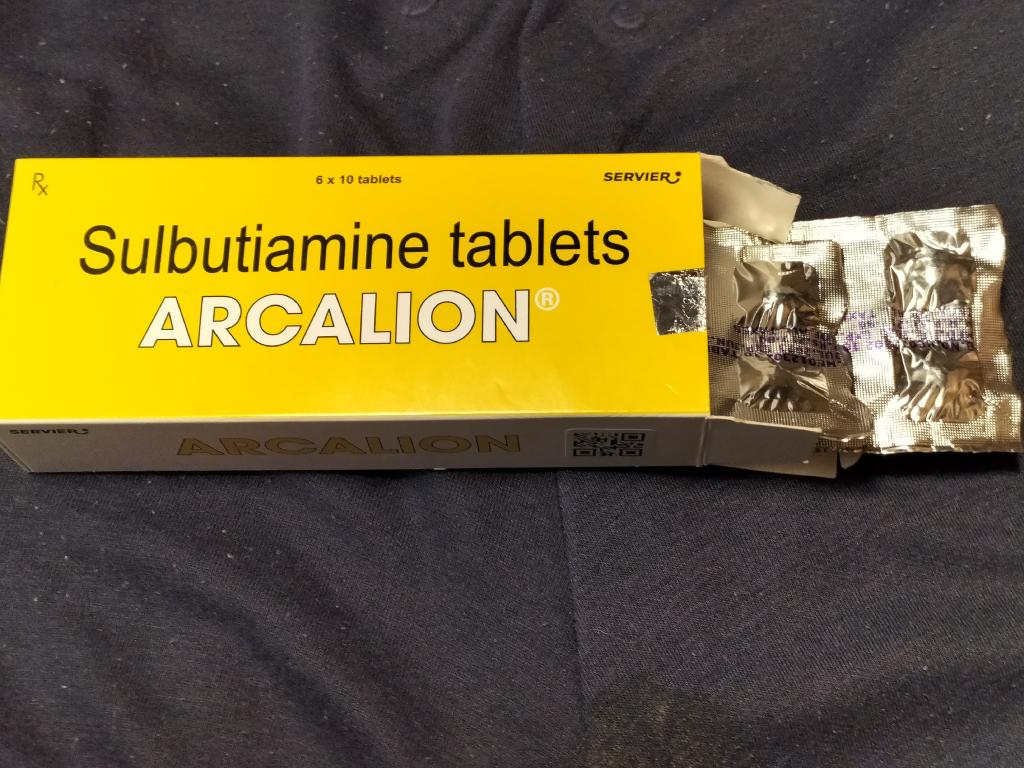 Rx
6 x 10 tablets
SERVIER
Sulbutiamine tablets
ARCALION®
SERVIER
ARCALION